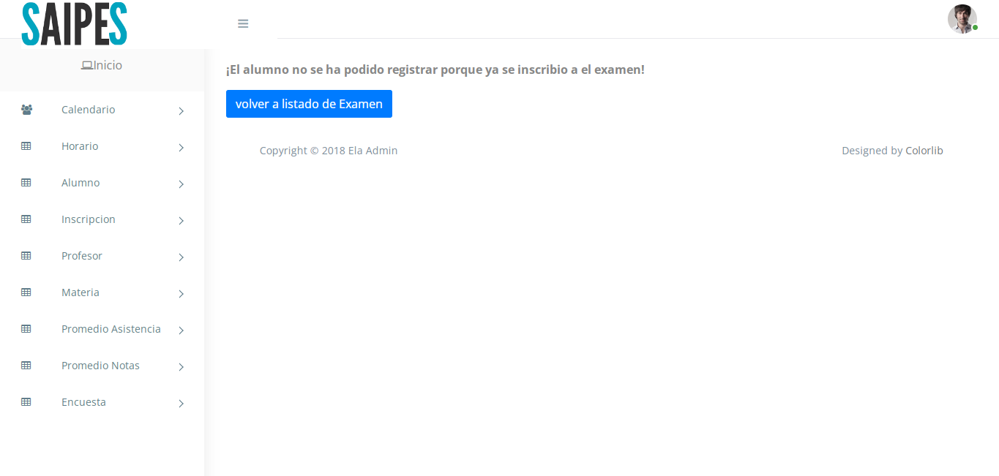 SAIPES
Inicio
Calendario
Horario
Alumno
Inscripcion
Profesor
Materia
Promedio Asistencia
Promedio Notas
Encuesta
¡El alumno no se ha podido registrar porque ya se inscribio a el examen!
volver a listado de Examen
Copyright © 2018 Ela Admin
Designed by Colorlib